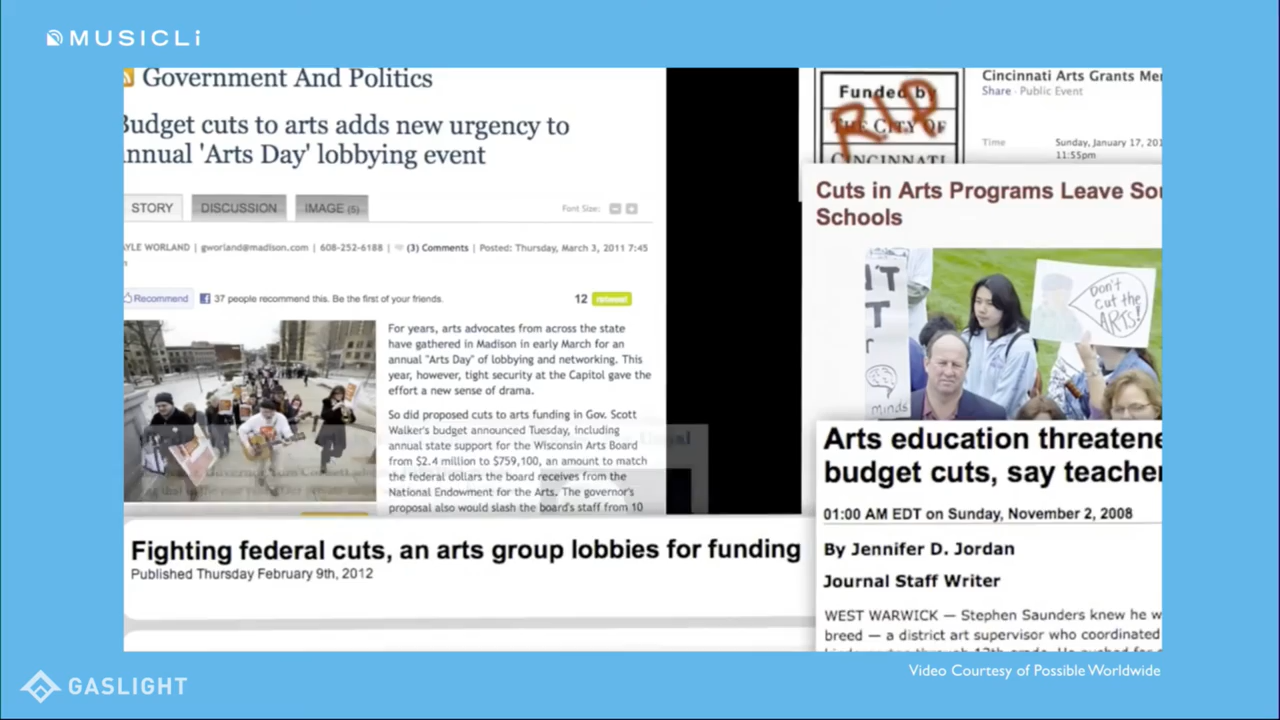 MUSICLi
Government And Politics
Budget cuts to arts adds new urgency to
annual 'Arts Day' lobbying event
STORY
DISCUSSION
IMAGE (5)
Font Size:
YLE WORLAND | gworland@madison.com | 608-252-6188 | (3) Comments | Posted: Thursday, March 3, 2011 7:45
Recommend
37 people recommend this. Be the first of your friends.
12 retweet
For years, arts advocates from across the state
have gathered in Madison in early March for an
annual "Arts Day" of lobbying and networking. This
year, however, tight security at the Capitol gave the
effort a new sense of drama.
So did proposed cuts to arts funding in Gov. Scott
Walker's budget announced Tuesday, including
annual state support for the Wisconsin Arts Board
from $2.4 million to $759,100, an amount to match
the federal dollars the board receives from the
National Endowment for the Arts. The governor's
proposal also would slash the board's staff from 10
Fighting federal cuts, an arts group lobbies for funding
Published Thursday February 9th, 2012
Funded by
THE CITY OF
CINCINNATI
RIP
Cincinnati Arts Grants Me
Share · Public Event
Time
Sunday, January 17, 201
11:55pm
Cuts in Arts Programs Leave So
Schools
DON'T
CUT THE
ARTS!
minds
Arts education threatene
budget cuts, say teache
01:00 AM EDT on Sunday, November 2, 2008
By Jennifer D. Jordan
Journal Staff Writer
WEST WARWICK — Stephen Saunders knew he w
breed — a district art supervisor who coordinated
GASLIGHT
Video Courtesy of Possible Worldwide